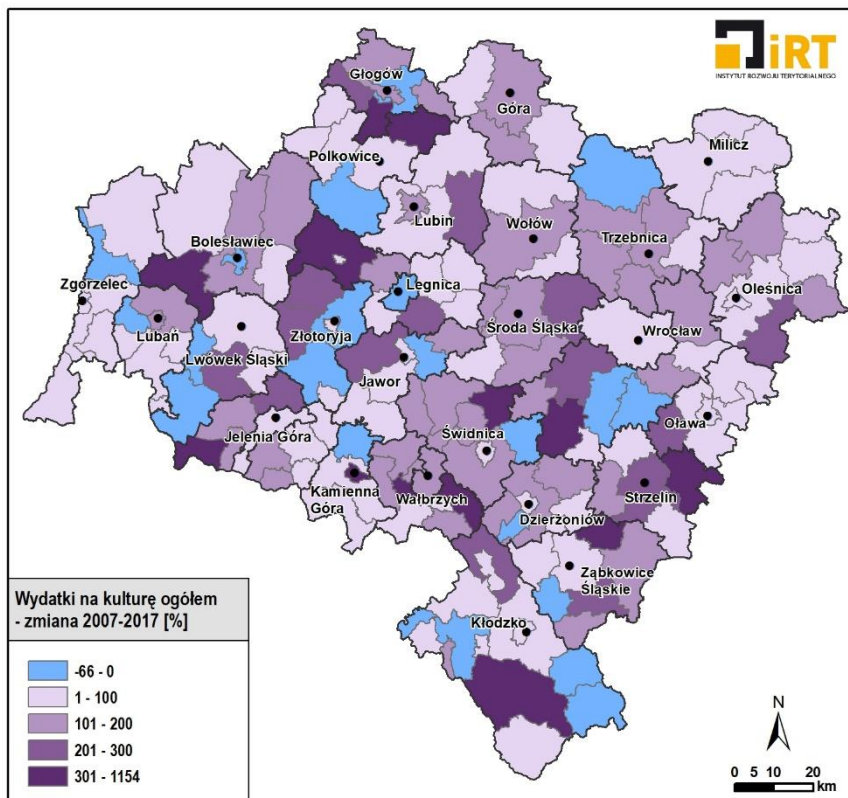 iRT
INSTYTUT ROZWOJU TERYTORIALNEGO
Głogów
Góra
Milicz
Polkowice
Lubin
Wołów
Trzebnica
Bolesławiec
Zgorzelec
Legnica
Oleśnica
Lubań
Złotoryja
Środa Śląska
Wrocław
Lwówek Śląski
Jawor
Oława
Jelenia Góra
Świdnica
Kamienna
Góra
Wałbrzych
Strzelin
Dzierżoniów
Ząbkowice
Śląskie
Kłodzko
Wydatki na kulturę ogółem
- zmiana 2007-2017 [%]
-66 - 0
1 - 100
101 - 200
201 - 300
301 - 1154
N
0 5 10 20
km